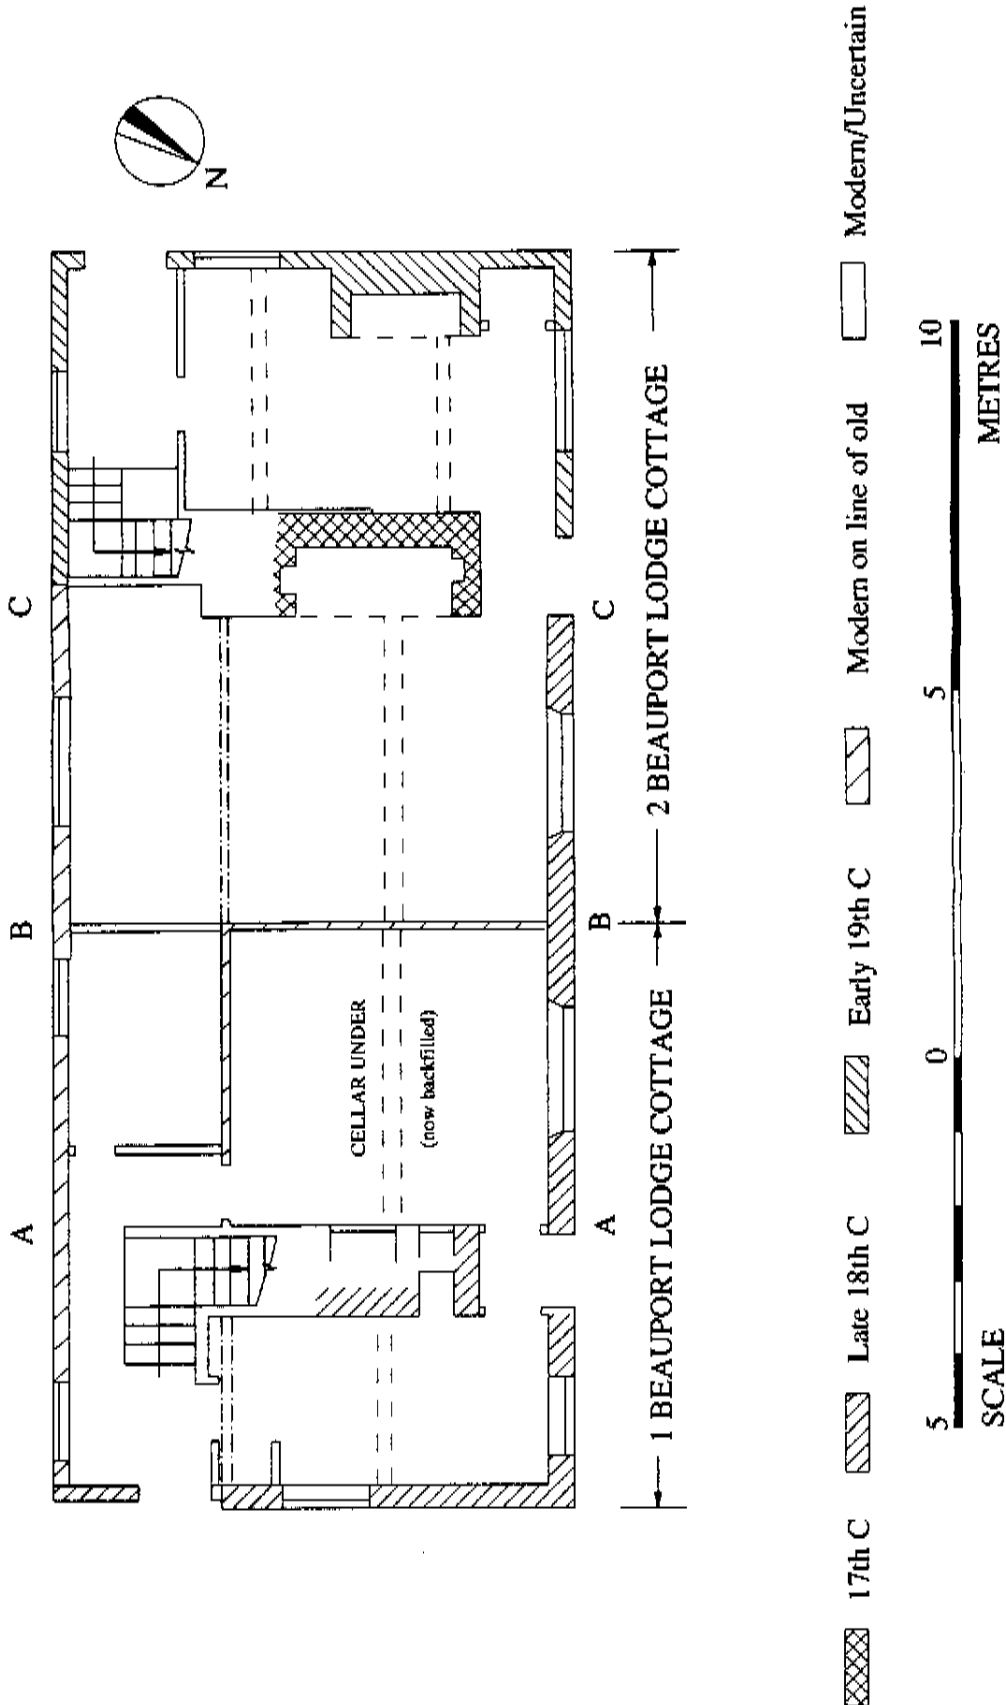 N
A
B
C
A
B
C
CELLAR UNDER
(now backfilled)
1 BEAUPORT LODGE COTTAGE
2 BEAUPORT LODGE COTTAGE
17th C
Late 18th C
Early 19th C
Modern on line of old
Modern/Uncertain
5
0
5
10
SCALE
METRES